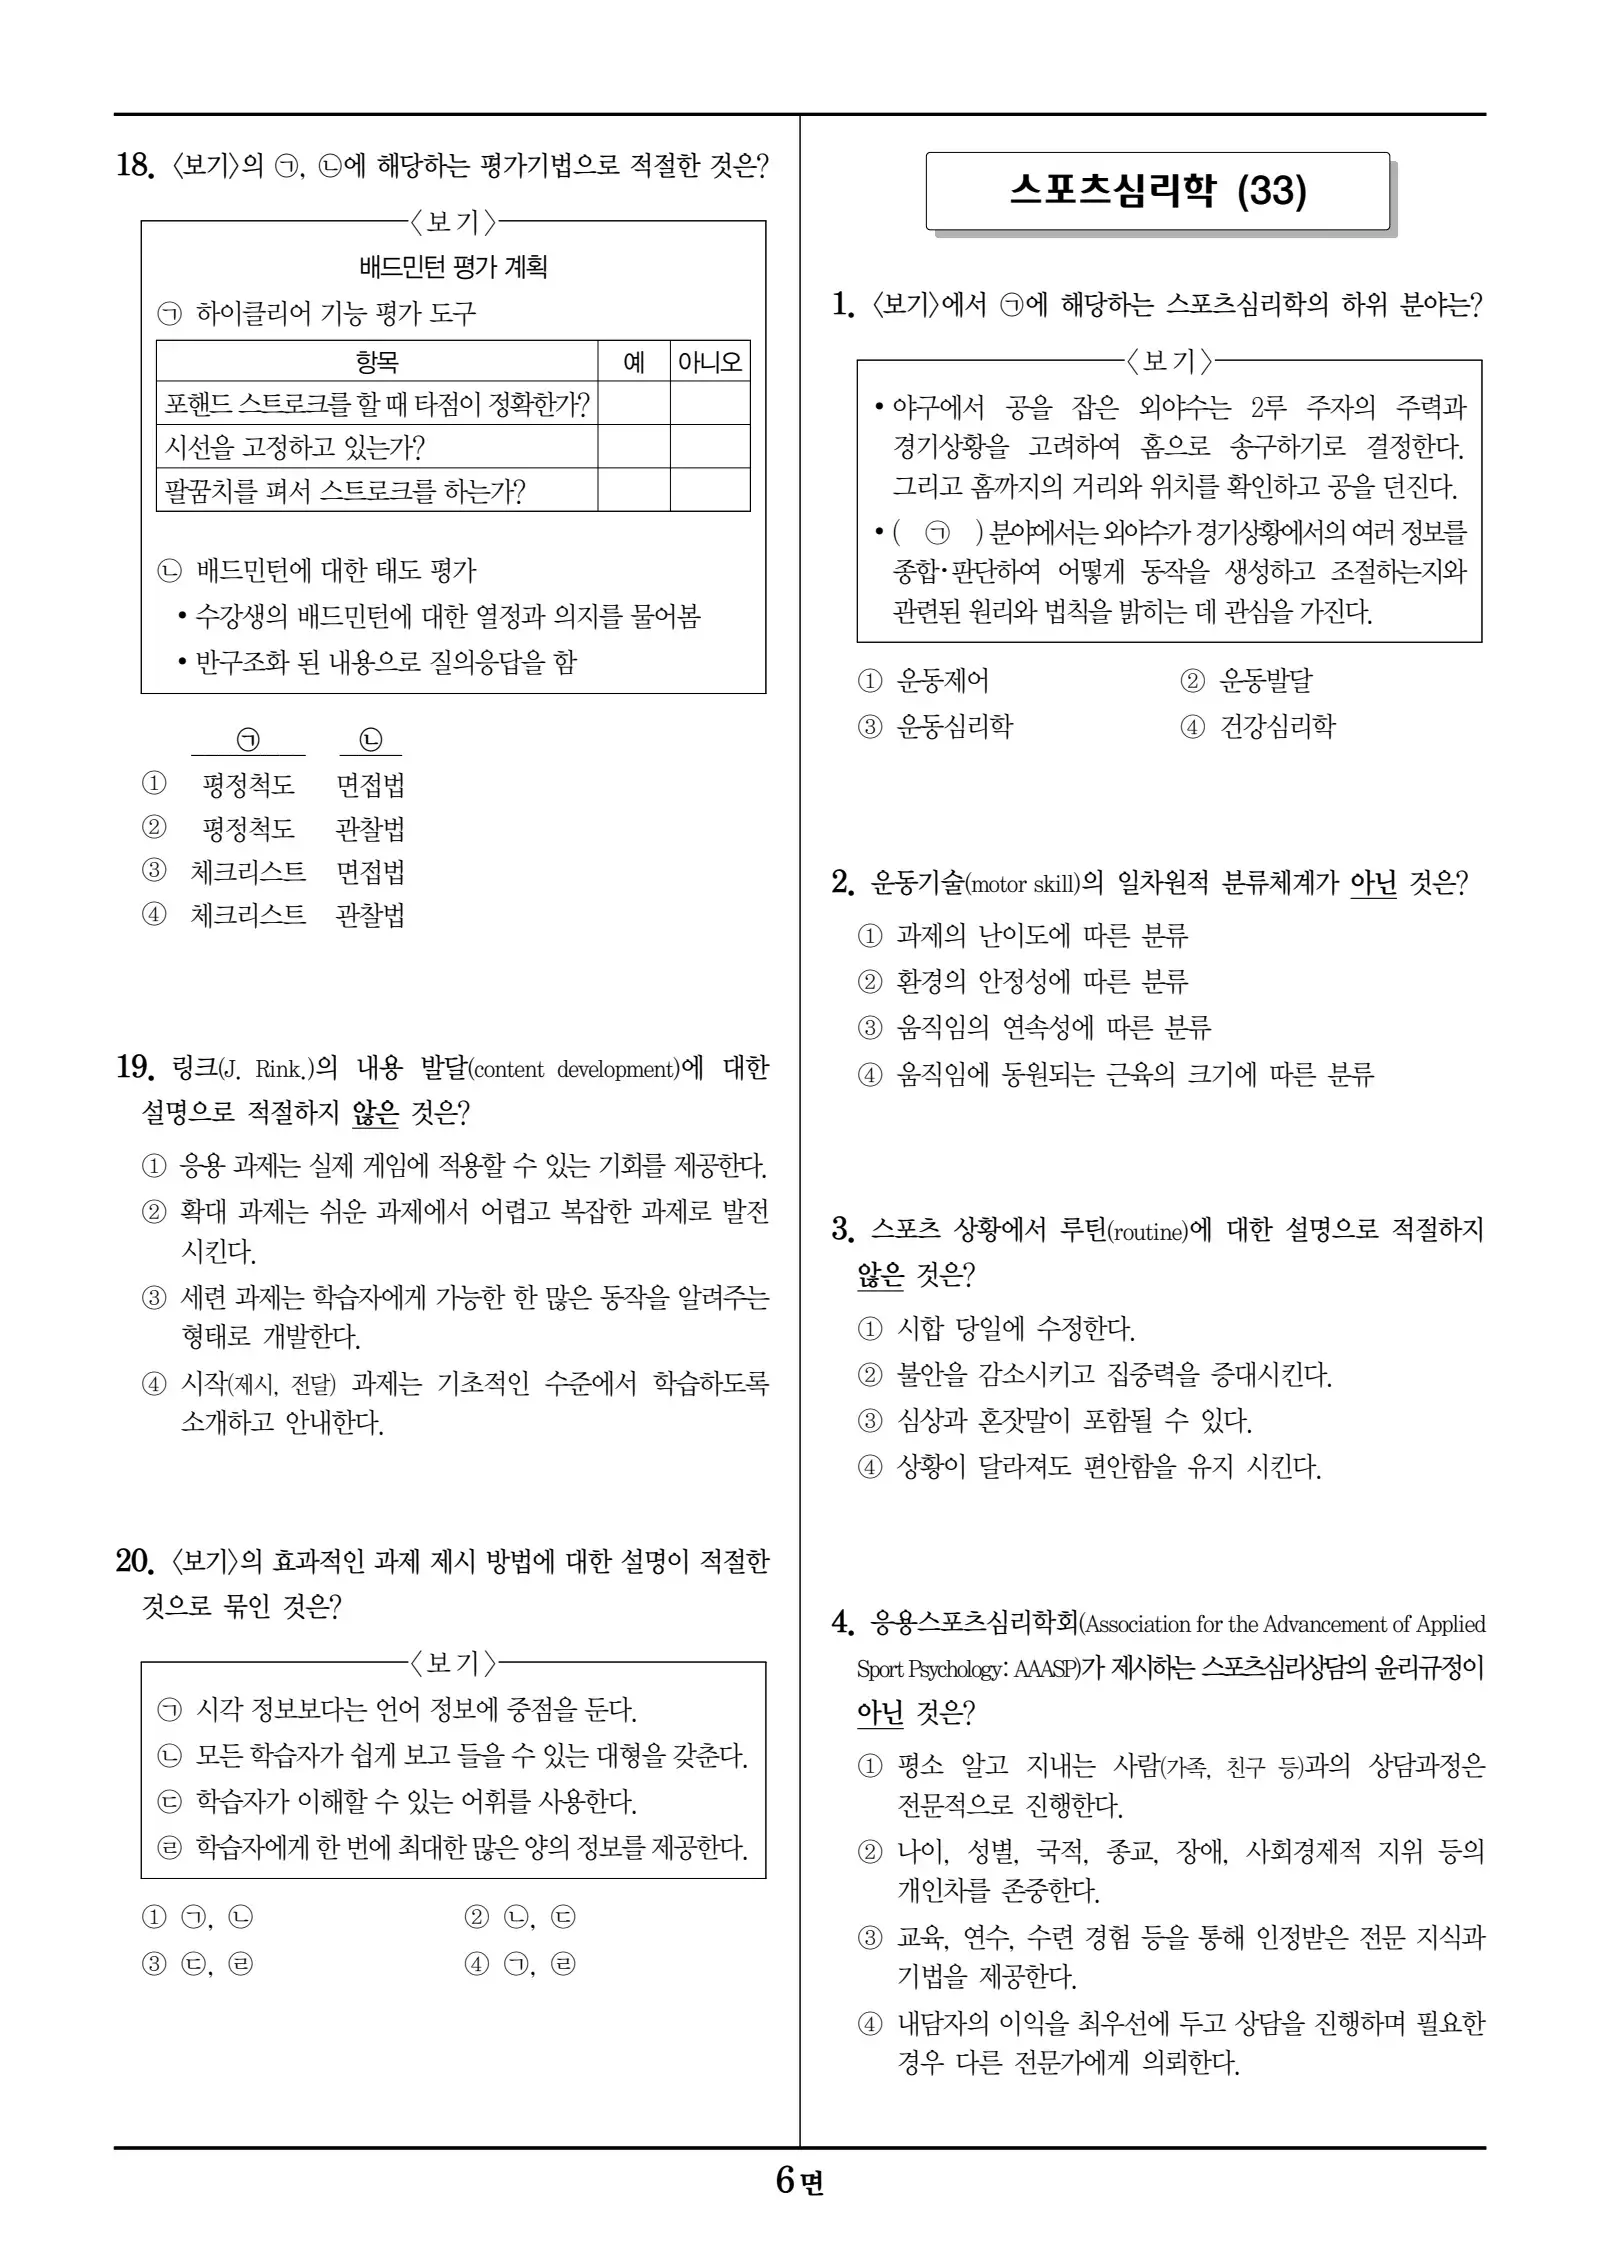 18. 〈보기〉의 ㉠, ㉡에 해당하는 평가기법으로 적절한 것은?
〈보기〉
배드민턴 평가 계획
㉠ 하이클리어 기능 평가 도구
항목 예 아니오
포핸드 스트로크를 할 때 타점이 정확한가?
시선을 고정하고 있는가?
팔꿈치를 펴서 스트로크를 하는가?
㉡ 배드민턴에 대한 태도 평가
• 수강생의 배드민턴에 대한 열정과 의지를 물어봄
• 반구조화 된 내용으로 질의응답을 함
㉠ ㉡
① 평정척도 면접법
② 평정척도 관찰법
③ 체크리스트 면접법
④ 체크리스트 관찰법
19. 링크(J. Rink.)의 내용 발달(content development)에 대한
설명으로 적절하지 않은 것은?
① 응용 과제는 실제 게임에 적용할 수 있는 기회를 제공한다.
② 확대 과제는 쉬운 과제에서 어렵고 복잡한 과제로 발전
시킨다.
③ 세련 과제는 학습자에게 가능한 한 많은 동작을 알려주는
형태로 개발한다.
④ 시작(제시, 전달) 과제는 기초적인 수준에서 학습하도록
소개하고 안내한다.
20. 〈보기〉의 효과적인 과제 제시 방법에 대한 설명이 적절한
것으로 묶인 것은?
〈보기〉
㉠ 시각 정보보다는 언어 정보에 중점을 둔다.
㉡ 모든 학습자가 쉽게 보고 들을 수 있는 대형을 갖춘다.
㉢ 학습자가 이해할 수 있는 어휘를 사용한다.
㉣ 학습자에게 한 번에 최대한 많은 양의 정보를 제공한다.
① ㉠, ㉡ ② ㉡, ㉢
③ ㉢, ㉣ ④ ㉠, ㉣
스포츠심리학 (33)
1. 〈보기〉에서 ㉠에 해당하는 스포츠심리학의 하위 분야는?
〈보기〉
• 야구에서 공을 잡은 외야수는 2루 주자의 주력과
경기상황을 고려하여 홈으로 송구하기로 결정한다.
그리고 홈까지의 거리와 위치를 확인하고 공을 던진다.
• ( ㉠ ) 분야에서는 외야수가 경기상황에서의 여러 정보를
종합·판단하여 어떻게 동작을 생성하고 조절하는지와
관련된 원리와 법칙을 밝히는 데 관심을 가진다.
① 운동제어 ② 운동발달
③ 운동심리학 ④ 건강심리학
2. 운동기술(motor skill)의 일차원적 분류체계가 아닌 것은?
① 과제의 난이도에 따른 분류
② 환경의 안정성에 따른 분류
③ 움직임의 연속성에 따른 분류
④ 움직임에 동원되는 근육의 크기에 따른 분류
3. 스포츠 상황에서 루틴(routine)에 대한 설명으로 적절하지
않은 것은?
① 시합 당일에 수정한다.
② 불안을 감소시키고 집중력을 증대시킨다.
③ 심상과 혼잣말이 포함될 수 있다.
④ 상황이 달라져도 편안함을 유지 시킨다.
4. 응용스포츠심리학회(Association for the Advancement of Applied
Sport Psychology: AAASP)가 제시하는 스포츠심리상담의 윤리규정이
아닌 것은?
① 평소 알고 지내는 사람(가족, 친구 등)과의 상담과정은
전문적으로 진행한다.
② 나이, 성별, 국적, 종교, 장애, 사회경제적 지위 등의
개인차를 존중한다.
③ 교육, 연수, 수련 경험 등을 통해 인정받은 전문 지식과
기법을 제공한다.
④ 내담자의 이익을 최우선에 두고 상담을 진행하며 필요한
경우 다른 전문가에게 의뢰한다.
6면